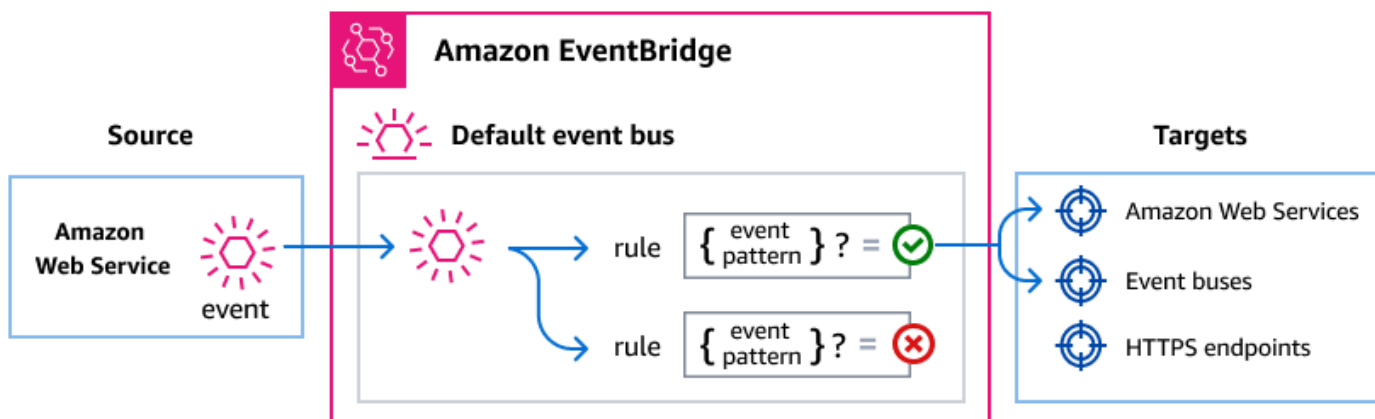 Amazon EventBridge
Source
Default event bus
Targets
Amazon
Web Service
event
rule
{ event
pattern } ? =
rule
{ event
pattern } ? =
Amazon Web Services
Event buses
HTTPS endpoints